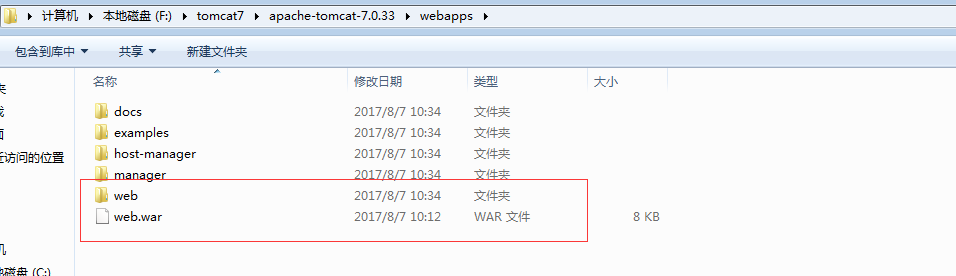 计算机 ▸ 本地磁盘 (F:) ▸ tomcat7 ▸ apache-tomcat-7.0.33 ▸ webapps ▸
包含到库中 共享 新建文件夹
名称 修改日期 类型 大小
docs 2017/8/7 10:34 文件夹
examples 2017/8/7 10:34 文件夹
host-manager 2017/8/7 10:34 文件夹
近访问的位置
manager 2017/8/7 10:34 文件夹
web 2017/8/7 10:34 文件夹
web.war 2017/8/7 10:12 WAR 文件 8 KB
机
地磁盘 (C:)